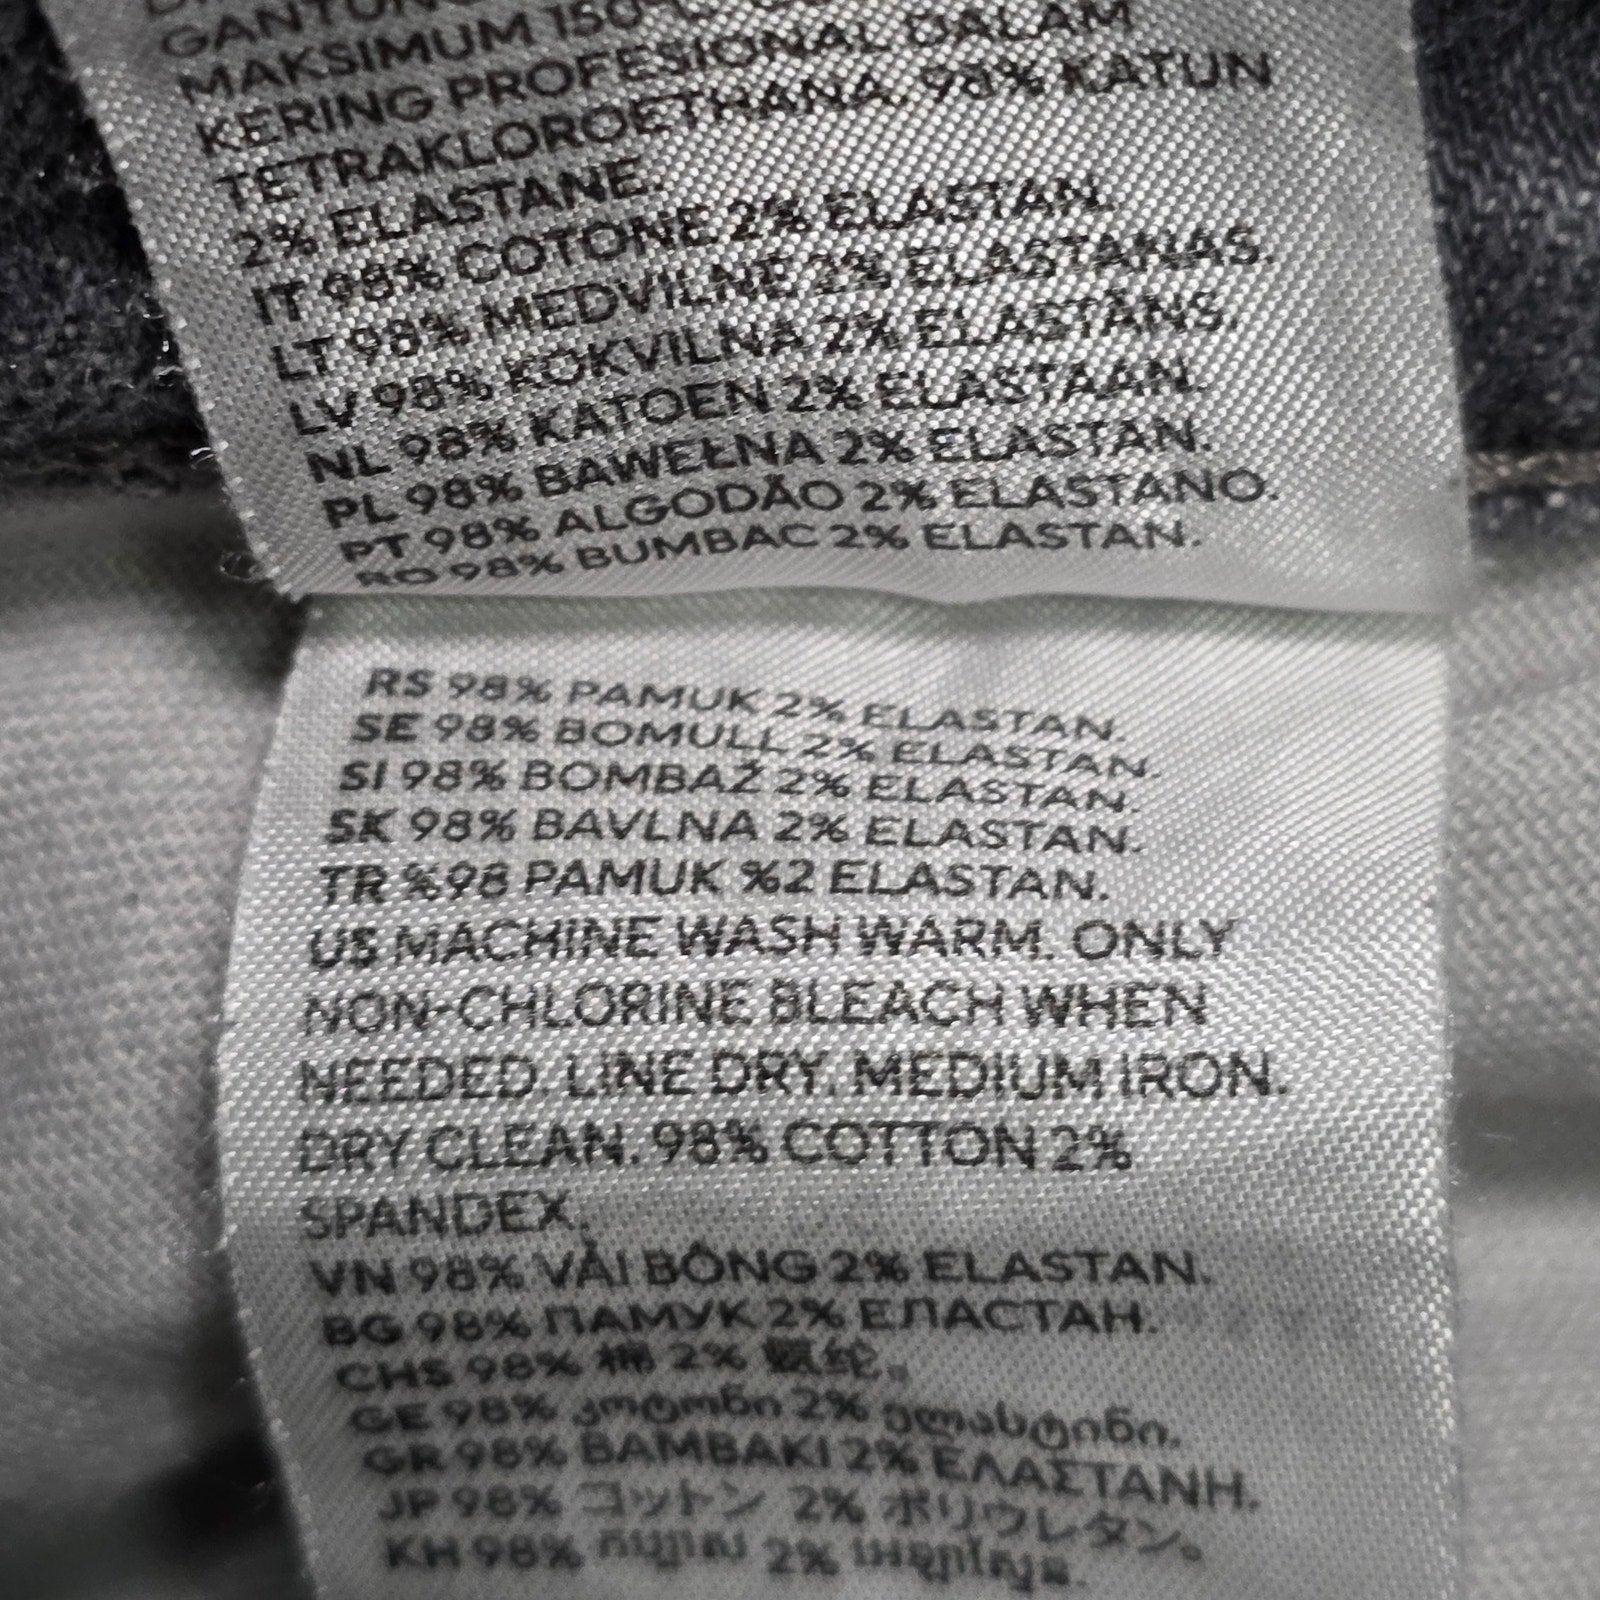 GANTUNG
MAKSIMUM 150
KERING PROFESIONAL DALAM
TETRAKLOROETHANA. 98% KATUN
2% ELASTANE.
IT 98% COTONE 2% ELASTAN.
LT 98% MEDVILNĖ 2% ELASTANAS.
LV 98% KOKVILNA 2% ELASTĀNS.
NL 98% KATOEN 2% ELASTAAN.
PL 98% BAWEŁNA 2% ELASTAN.
PT 98% ALGODÃO 2% ELASTANO.
RO 98% BUMBAC 2% ELASTAN.
RS 98% PAMUK 2% ELASTAN.
SE 98% BOMULL 2% ELASTAN.
SI 98% BOMBAŽ 2% ELASTAN.
SK 98% BAVLNA 2% ELASTAN.
TR %98 PAMUK %2 ELASTAN.
US MACHINE WASH WARM. ONLY
NON-CHLORINE BLEACH WHEN
NEEDED. LINE DRY. MEDIUM IRON.
DRY CLEAN. 98% COTTON 2%
SPANDEX.
VN 98% VẢI BÔNG 2% ELASTAN.
BG 98% ПАМУК 2% ЕЛАСТАН.
CHS 98% 棉 2% 氨纶。
GE 98% კოტონი 2% ელასტინი.
GR 98% ΒΑΜΒΑΚΙ 2% ΕΛΑΣΤΑΝΗ.
JP 98% コットン 2% ポリウレタン。
KH 98% 2%